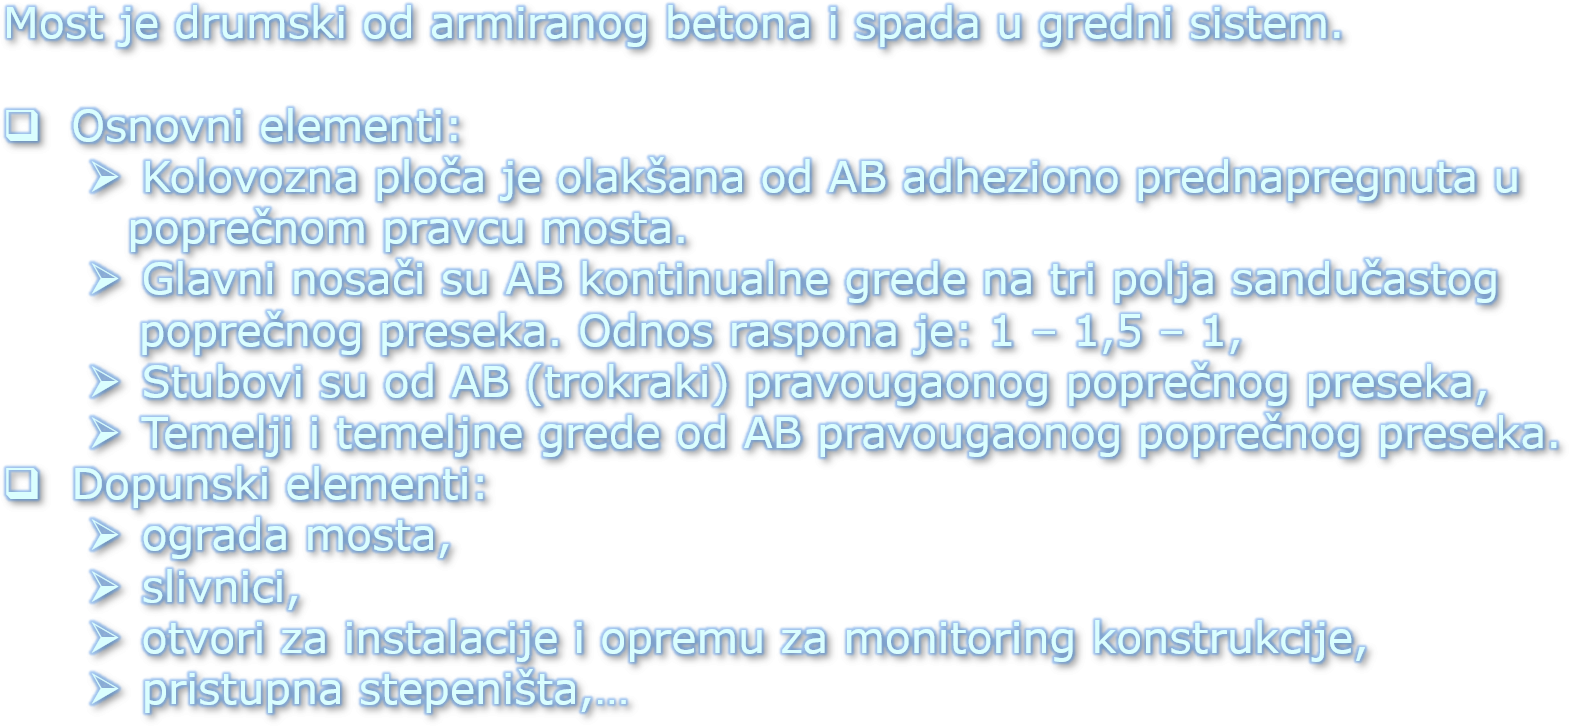 Most je drumski od armiranog betona i spada u gredni sistem.
❑ Osnovni elementi:
➢ Kolovozna ploča je olakšana od AB adheziono prednapregnuta u
poprečnom pravcu mosta.
➢ Glavni nosači su AB kontinualne grede na tri polja sandučastog
poprečnog preseka. Odnos raspona je: 1 – 1,5 – 1,
➢ Stubovi su od AB (trokraki) pravougaonog poprečnog preseka,
➢ Temelji i temeljne grede od AB pravougaonog poprečnog preseka.
❑ Dopunski elementi:
➢ ograda mosta,
➢ slivnici,
➢ otvori za instalacije i opremu za monitoring konstrukcije,
➢ pristupna stepeništa,…